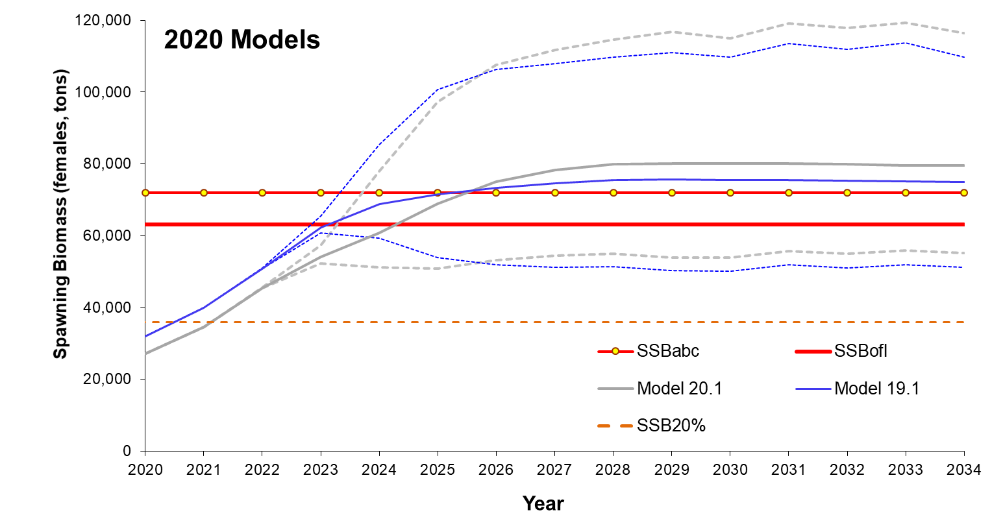 2020 Models
Spawning Biomass (females, tons)
120,000
100,000
80,000
60,000
40,000
20,000
0
SSBabc SSBofl
Model 20.1 Model 19.1
SSB20%
2020 2021 2022 2023 2024 2025 2026 2027 2028 2029 2030 2031 2032 2033 2034
Year